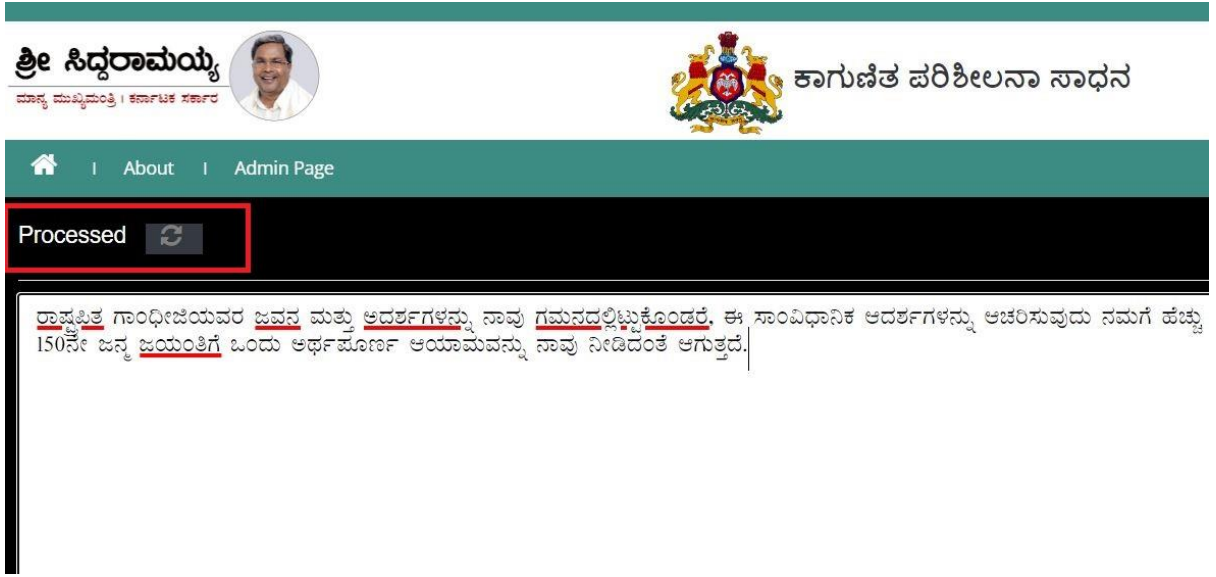 ಶ್ರೀ ಸಿದ್ದರಾಮಯ್ಯ
ಮಾನ್ಯ ಮುಖ್ಯಮಂತ್ರಿ । ಕರ್ನಾಟಕ ಸರ್ಕಾರ
ಕಾಗುಣಿತ ಪರಿಶೀಲನಾ ಸಾಧನ
About | Admin Page
Processed
ರಾಷ್ಟ್ರಪಿತ ಗಾಂಧೀಜಿಯವರ ಜವನ ಮತ್ತು ಅದರ್ಶಗಳನ್ನು ನಾವು ಗಮನದಲ್ಲಿಟ್ಟುಕೊಂಡರೆ, ಈ ಸಾಂವಿಧಾನಿಕ ಆದರ್ಶಗಳನ್ನು ಆಚರಿಸುವುದು ನಮಗೆ ಹೆಚ್ಚು
150ನೇ ಜನ್ಮ ಜಯಂತಿಗೆ ಒಂದು ಅರ್ಥಪೂರ್ಣ ಆಯಾಮವನ್ನು ನಾವು ನೀಡಿದಂತೆ ಆಗುತ್ತದೆ.